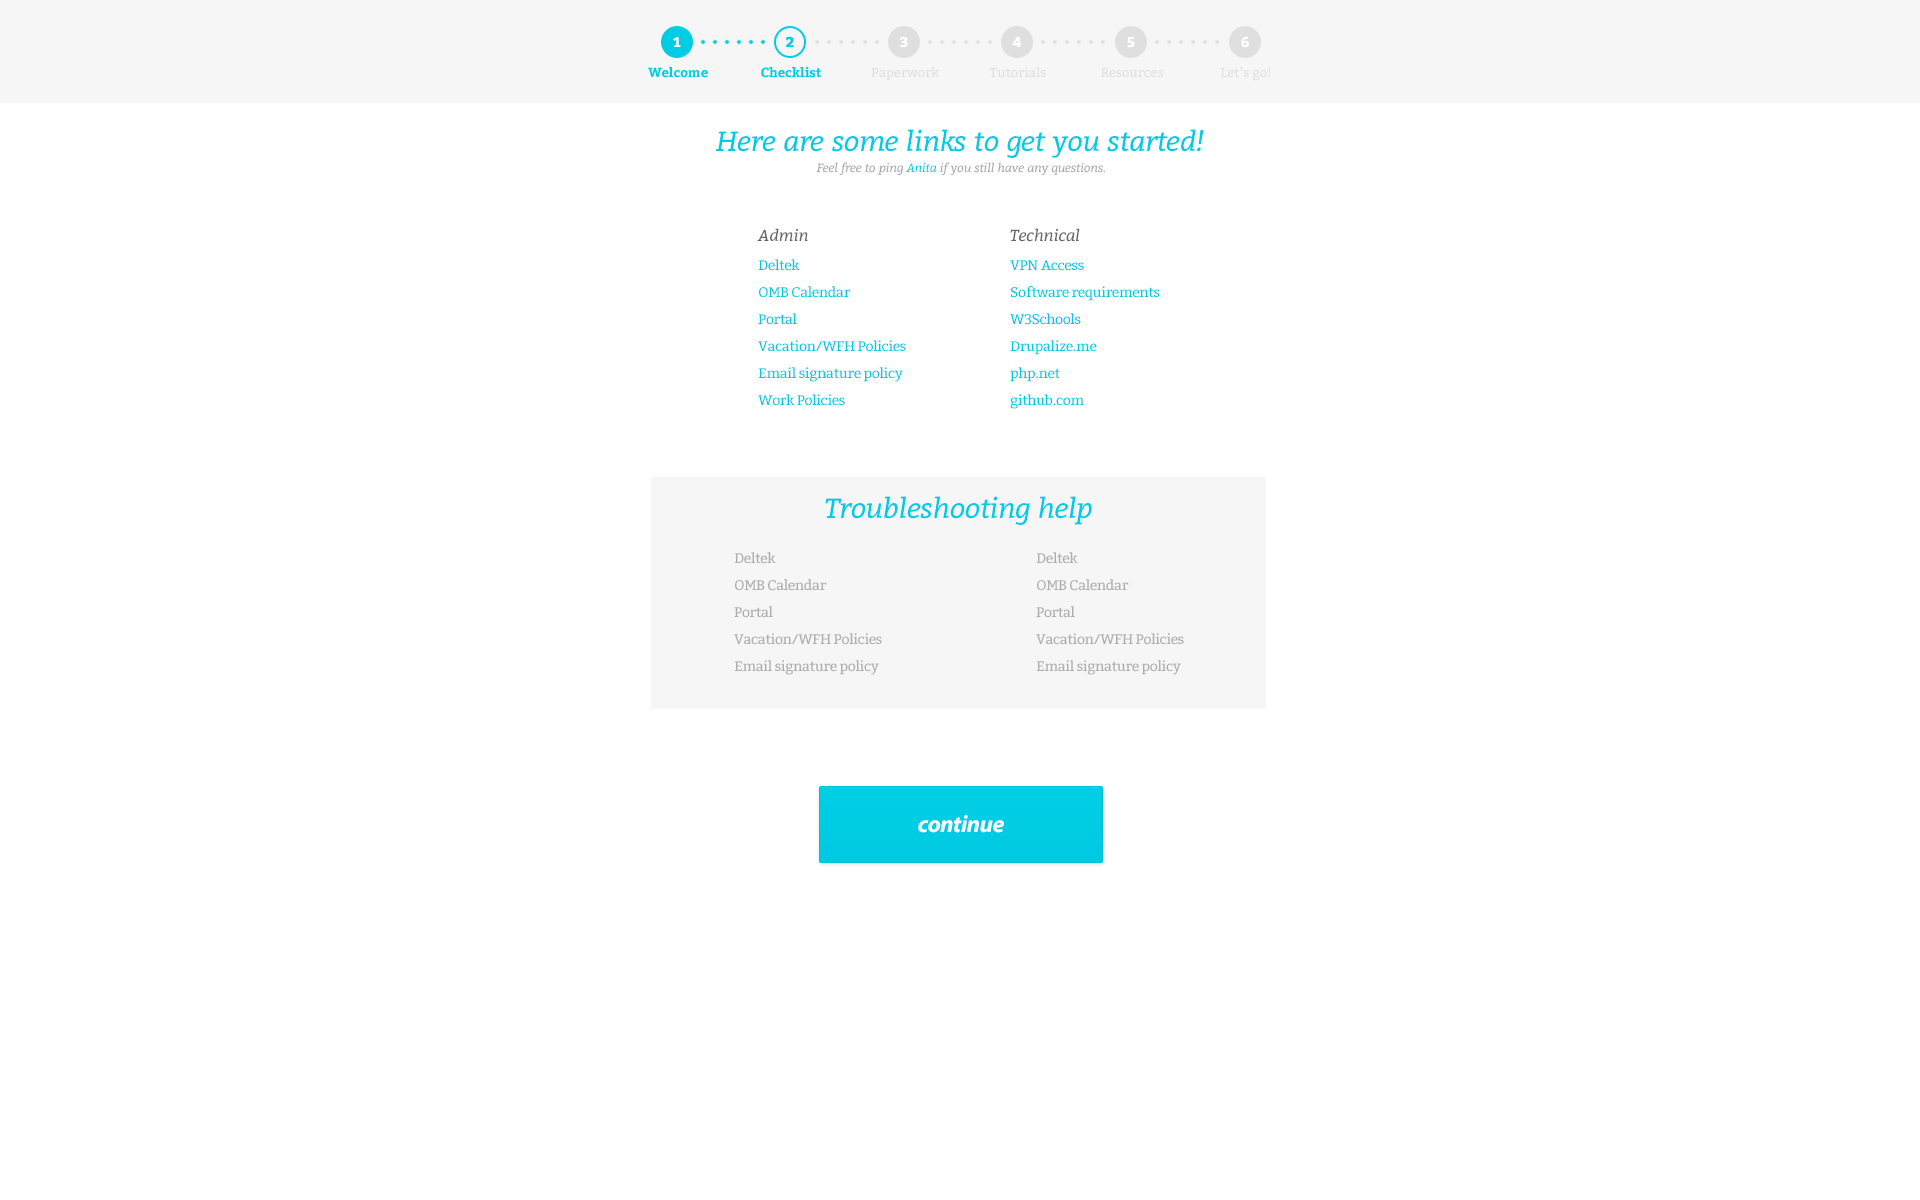 1 2 3 4 5 6
Welcome Checklist Paperwork Tutorials Resources Let's go!
Here are some links to get you started!
Feel free to ping Anita if you still have any questions.
Admin
Deltek
OMB Calendar
Portal
Vacation/WFH Policies
Email signature policy
Work Policies
Technical
VPN Access
Software requirements
W3Schools
Drupalize.me
php.net
github.com
Troubleshooting help
Deltek
OMB Calendar
Portal
Vacation/WFH Policies
Email signature policy
Deltek
OMB Calendar
Portal
Vacation/WFH Policies
Email signature policy
continue